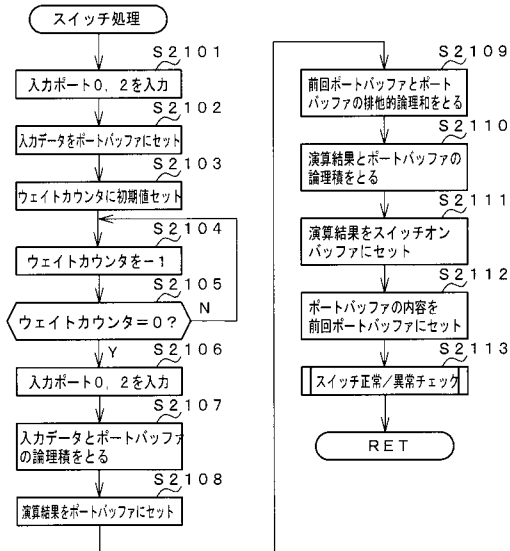 スイッチ処理
S2101
入力ポート0, 2を入力
S2102
入力データをポートバッファにセット
S2103
ウェイトカウンタに初期値セット
S2104
ウェイトカウンタを−1
S2105
ウェイトカウンタ=0?
N
Y
S2106
入力ポート0, 2を入力
S2107
入力データとポートバッファ
の論理積をとる
S2108
演算結果をポートバッファにセット
S2109
前回ポートバッファとポート
バッファの排他的論理和をとる
S2110
演算結果とポートバッファの
論理積をとる
S2111
演算結果をスイッチオン
バッファにセット
S2112
ポートバッファの内容を
前回ポートバッファにセット
S2113
スイッチ正常/異常チェック
RET